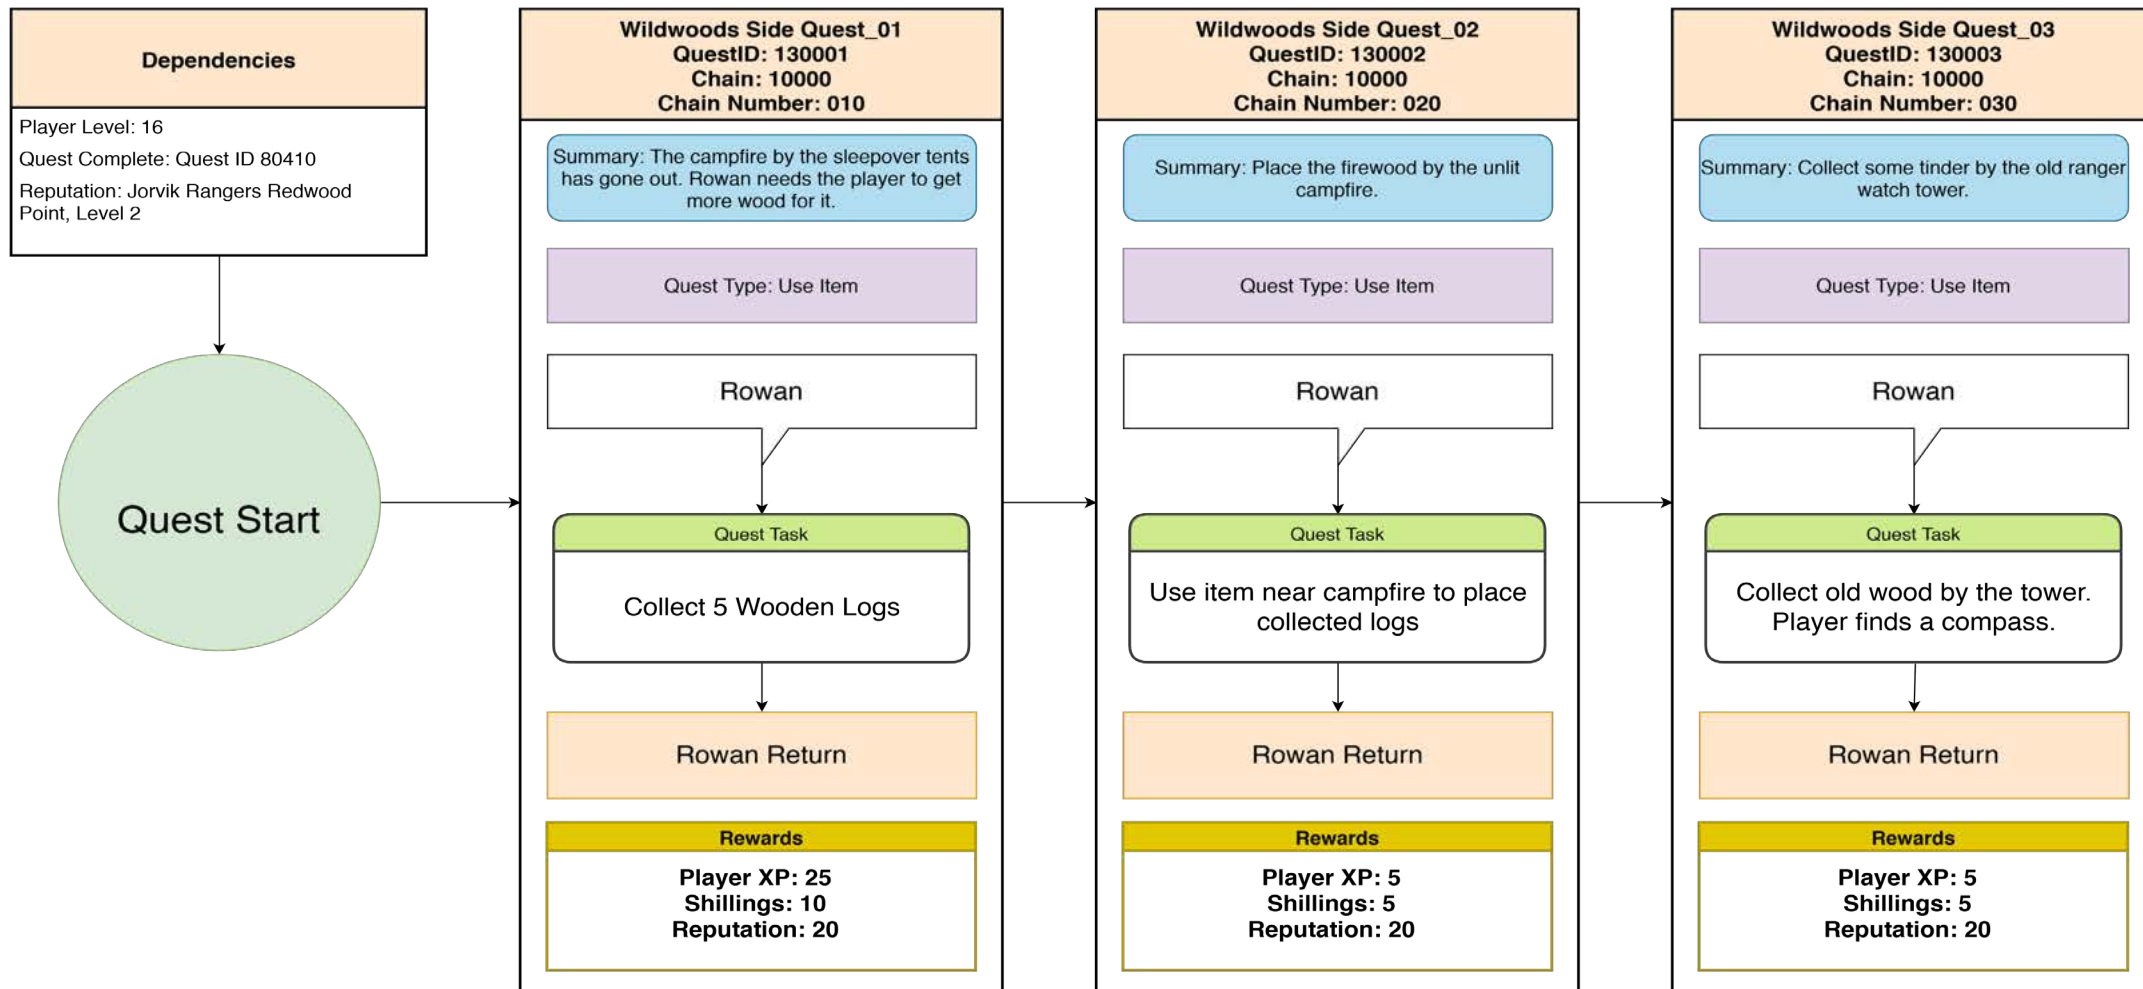 Dependencies
Player Level: 16
Quest Complete: Quest ID 80410
Reputation: Jorvik Rangers Redwood
Point, Level 2
Quest Start
Wildwoods Side Quest_01
QuestID: 130001
Chain: 10000
Chain Number: 010
Summary: The campfire by the sleepover tents
has gone out. Rowan needs the player to get
more wood for it.
Quest Type: Use Item
Rowan
Quest Task
Collect 5 Wooden Logs
Rowan Return
Rewards
Player XP: 25
Shillings: 10
Reputation: 20
Wildwoods Side Quest_02
QuestID: 130002
Chain: 10000
Chain Number: 020
Summary: Place the firewood by the unlit
campfire.
Quest Type: Use Item
Rowan
Quest Task
Use item near campfire to place
collected logs
Rowan Return
Rewards
Player XP: 5
Shillings: 5
Reputation: 20
Wildwoods Side Quest_03
QuestID: 130003
Chain: 10000
Chain Number: 030
Summary: Collect some tinder by the old ranger
watch tower.
Quest Type: Use Item
Rowan
Quest Task
Collect old wood by the tower.
Player finds a compass.
Rowan Return
Rewards
Player XP: 5
Shillings: 5
Reputation: 20